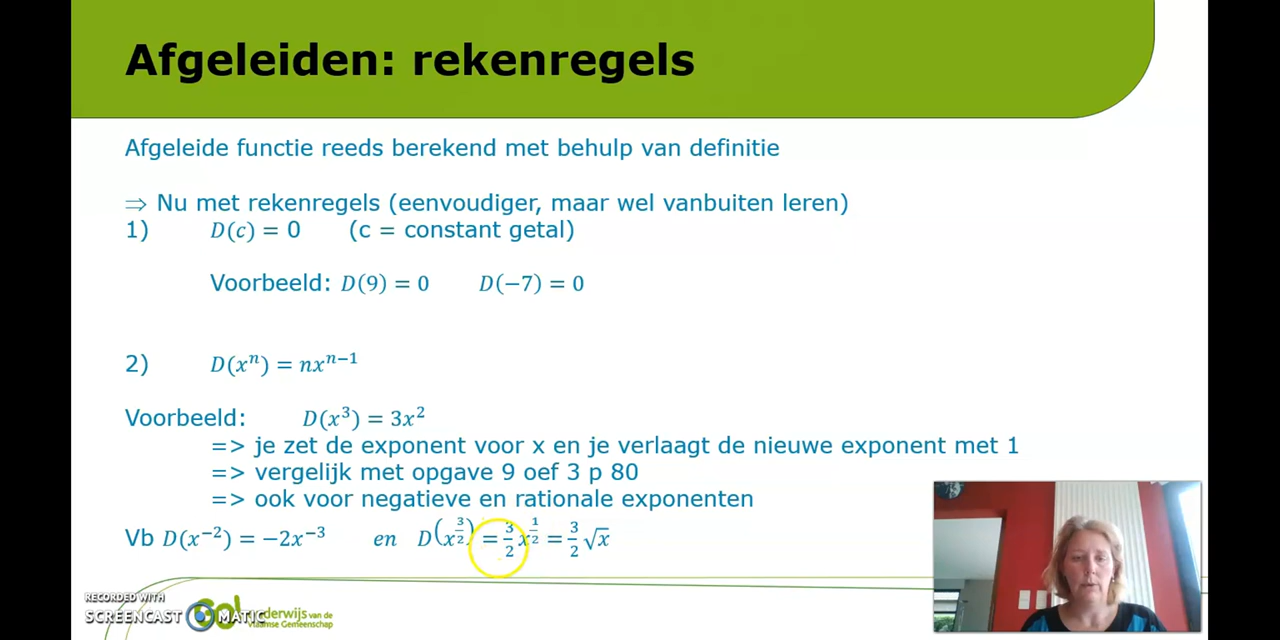 Afgeleiden: rekenregels
Afgeleide functie reeds berekend met behulp van definitie
⇒ Nu met rekenregels (eenvoudiger, maar wel vanbuiten leren)
1) D(c) = 0 (c = constant getal)
Voorbeeld: D(9) = 0 D(−7) = 0
2) D(xⁿ) = nxⁿ⁻¹
Voorbeeld: D(x³) = 3x²
=> je zet de exponent voor x en je verlaagt de nieuwe exponent met 1
=> vergelijk met opgave 9 oef 3 p 80
=> ook voor negatieve en rationale exponenten
Vb D(x⁻²) = −2x⁻³ en D(x^(3/2)) = 3/2 x^(1/2) = 3/2 √x
RECORDED WITH
SCREENCAST MATIC
onderwijs van de
Vlaamse Gemeenschap